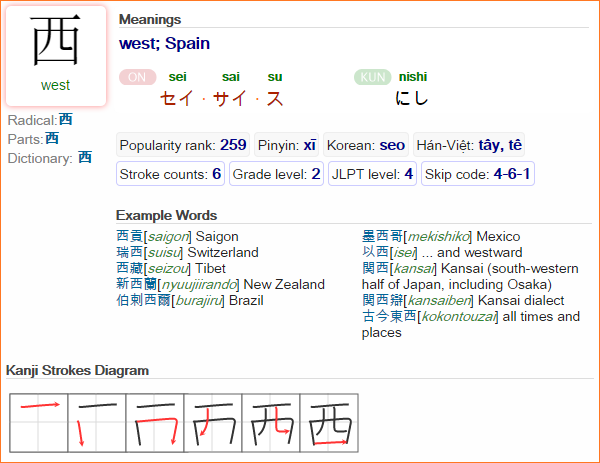 西
west
Radical:西
Parts:西
Dictionary: 西
Meanings
west; Spain
ON sei sai su
セイ · サイ · ス
KUN nishi
にし
Popularity rank: 259 Pinyin: xī Korean: seo Hán-Việt: tây, tê
Stroke counts: 6 Grade level: 2 JLPT level: 4 Skip code: 4-6-1
Example Words
西貢[saigon] Saigon
瑞西[suisu] Switzerland
西藏[seizou] Tibet
新西蘭[nyuujiirando] New Zealand
伯剌西爾[burajiru] Brazil
墨西哥[mekishiko] Mexico
以西[isei] ... and westward
関西[kansai] Kansai (south-western
half of Japan, including Osaka)
関西辯[kansaiben] Kansai dialect
古今東西[kokontouzai] all times and
places
Kanji Strokes Diagram